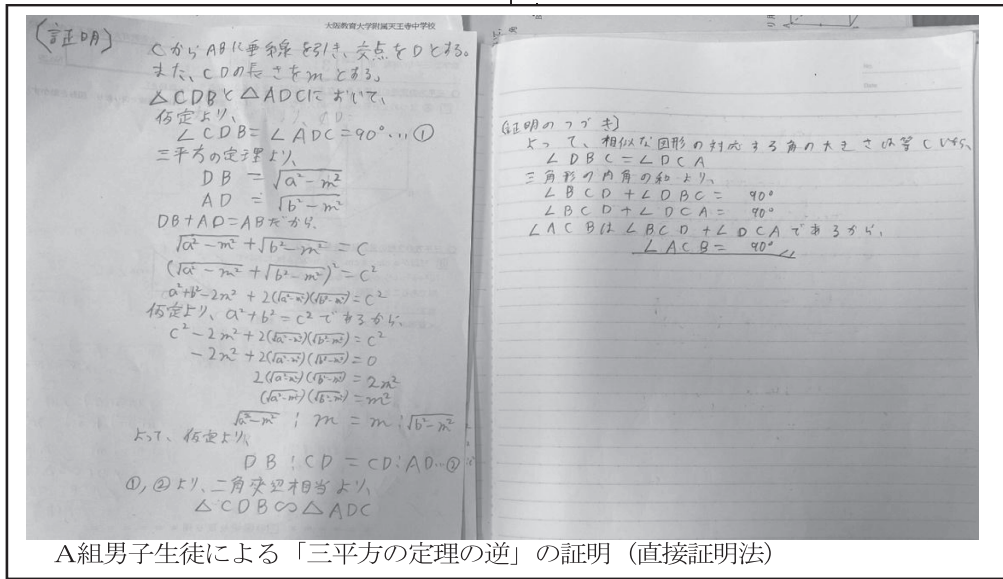 大阪教育大学附属天王寺中学校
(証明)
CからABに垂線を引き、交点をDとする。
また、CDの長さをmとする。
△CDBと△ADCにおいて、
仮定より、
∠CDB=∠ADC=90°…①
三平方の定理より、
DB = √(a²-m²)
AD = √(b²-m²)
DB+AD=ABだから、
√(a²-m²)+√(b²-m²) = C
(√(a²-m²)+√(b²-m²))² = C²
a²+b²-2m²+2(√(a²-m²))(√(b²-m²)) = C²
仮定より、a²+b²=C²であるから、
C²-2m²+2(√(a²-m²))(√(b²-m²)) = C²
-2m²+2(√(a²-m²))(√(b²-m²)) = 0
2(√(a²-m²))(√(b²-m²)) = 2m²
(√(a²-m²))(√(b²-m²)) = m²
√(a²-m²) : m = m : √(b²-m²)
よって、仮定より、
DB : CD = CD : AD…②
①,②より、二角夾辺相当より、
△CDB∽△ADC
(証明のつづき)
よって、相似な図形の対応する角の大きさは等しいから、
∠DBC=∠DCA
三角形の内角の和より、
∠BCD+∠DBC= 90°
∠BCD+∠DCA= 90°
∠ACBは∠BCD+∠DCAであるから、
∠ACB= 90°
A組男子生徒による「三平方の定理の逆」の証明(直接証明法)